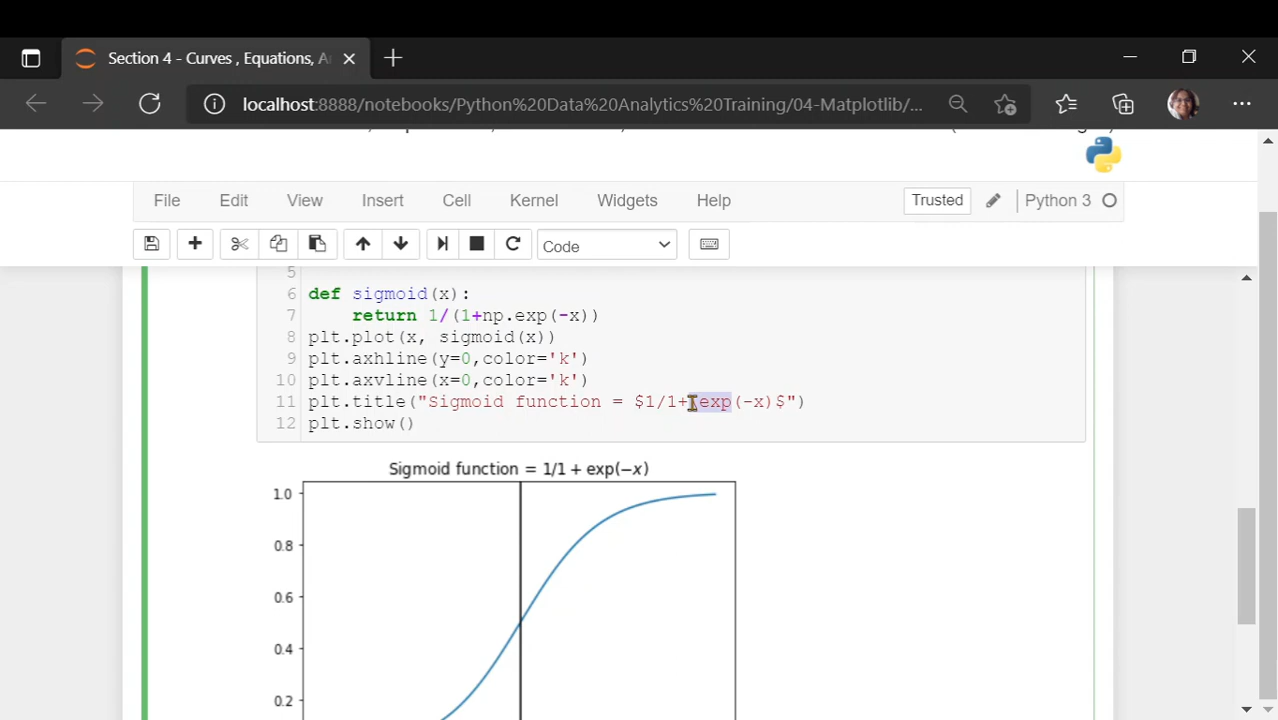 Section 4 - Curves , Equations, A
localhost:8888/notebooks/Python%20Data%20Analytics%20Training/04-Matplotlib/...
File Edit View Insert Cell Kernel Widgets Help Trusted Python 3
Code
5
6 def sigmoid(x):
7 return 1/(1+np.exp(-x))
8 plt.plot(x, sigmoid(x))
9 plt.axhline(y=0,color='k')
10 plt.axvline(x=0,color='k')
11 plt.title("Sigmoid function = $1/1+\exp(-x)$")
12 plt.show()
Sigmoid function = 1/1 + exp(−x)
1.0
0.8
0.6
0.4
0.2